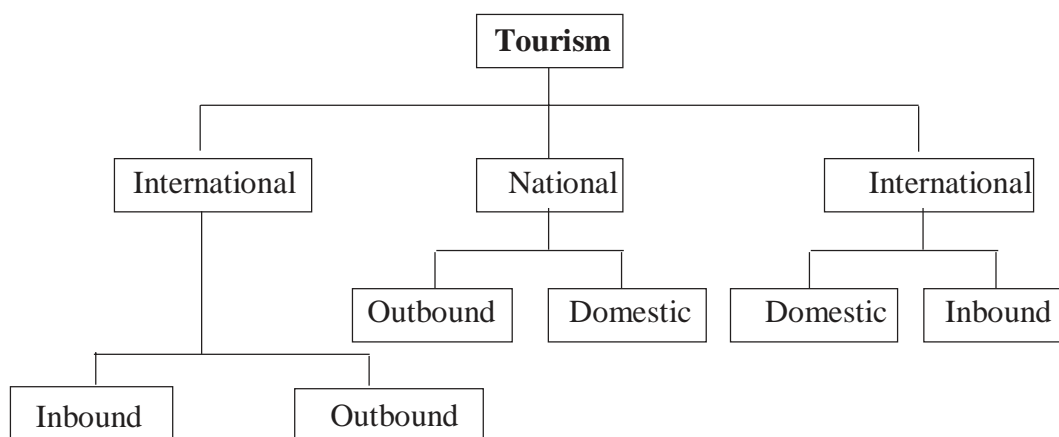 Tourism
International
National
International
Outbound
Domestic
Domestic
Inbound
Inbound
Outbound